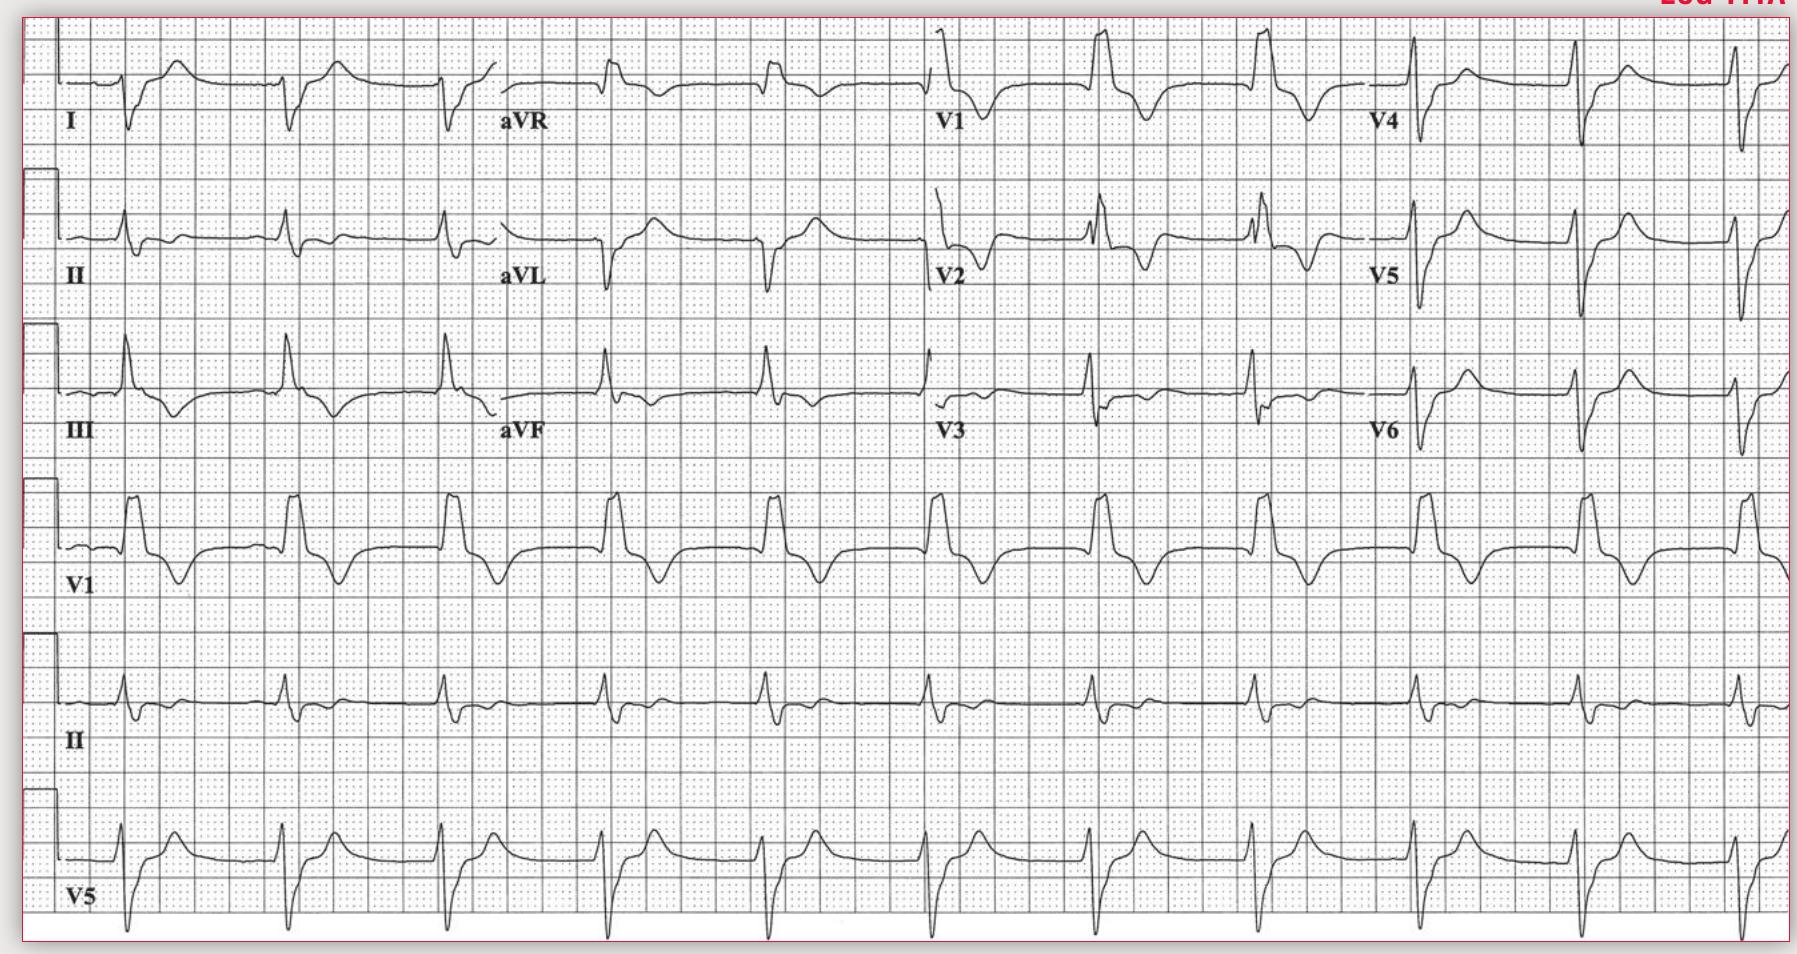 I aVR V1 V4
II aVL V2 V5
III aVF V3 V6
V1
II
V5